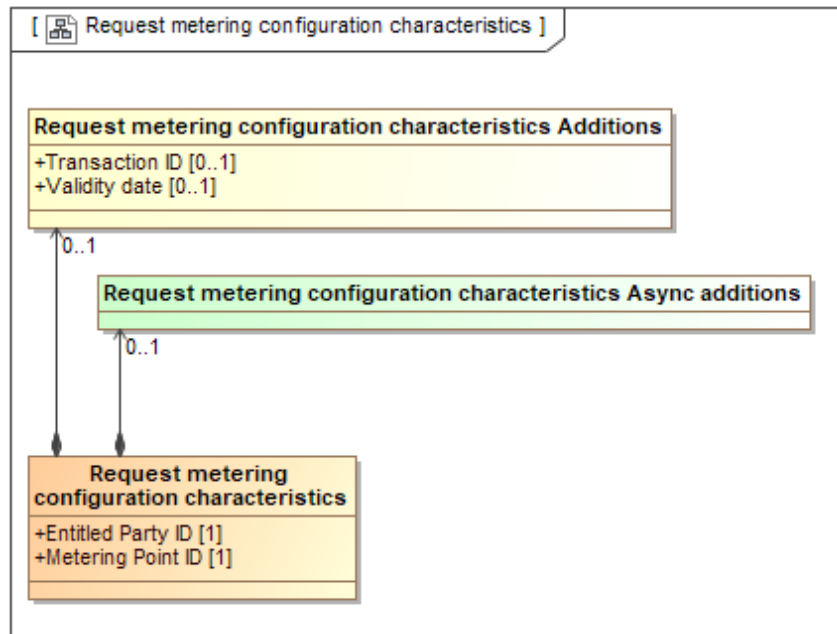 [ Request metering configuration characteristics ]
Request metering configuration characteristics Additions
+Transaction ID [0..1]
+Validity date [0..1]
0..1
Request metering configuration characteristics Async additions
0..1
Request metering
configuration characteristics
+Entitled Party ID [1]
+Metering Point ID [1]